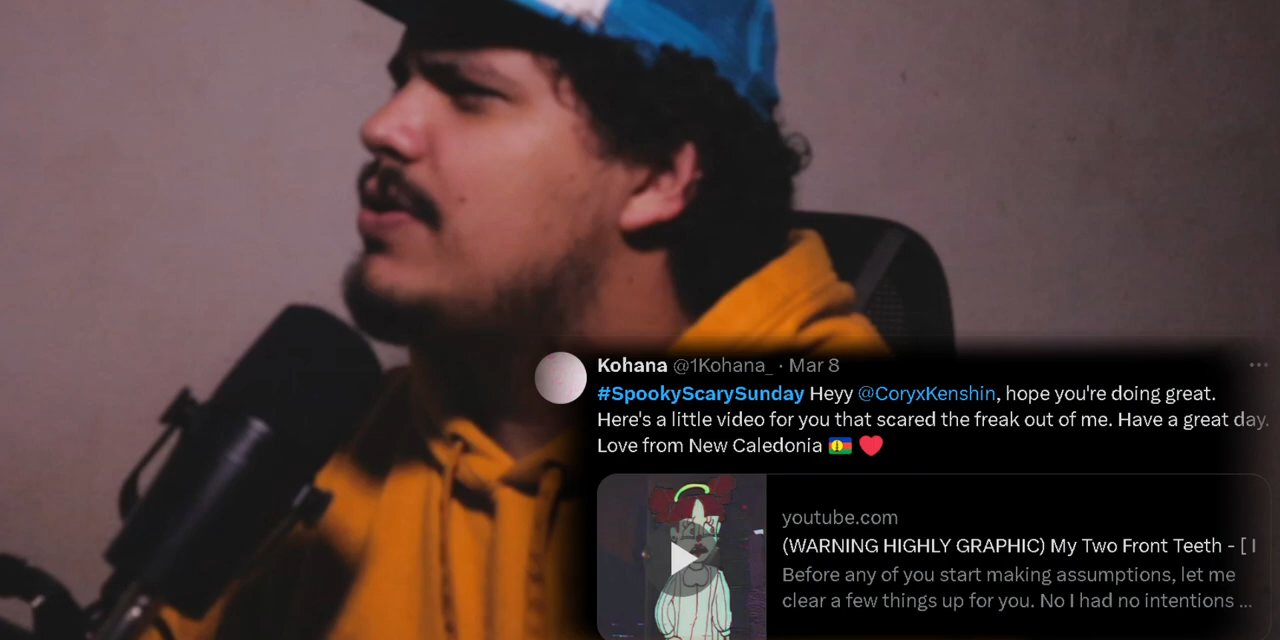 Kohana @1Kohana_ · Mar 8
#SpookyScarySunday Heyy @CoryxKenshin, hope you're doing great.
Here's a little video for you that scared the freak out of me. Have a great day.
Love from New Caledonia 🇳🇨 ❤️
youtube.com
(WARNING HIGHLY GRAPHIC) My Two Front Teeth - [ I
Before any of you start making assumptions, let me
clear a few things up for you. No I had no intentions ...